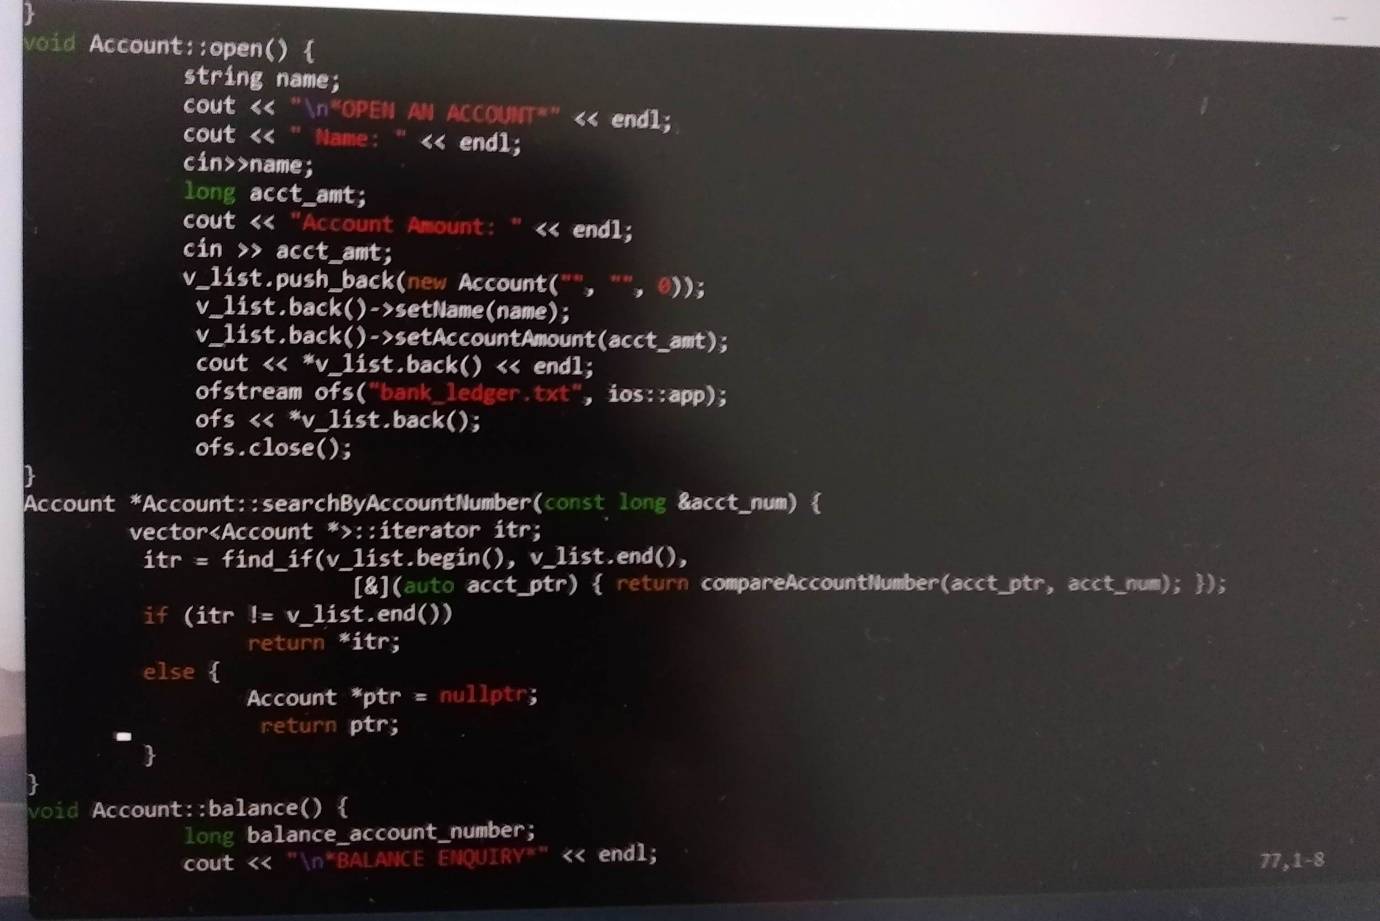 }
void Account::open() {
string name;
cout << "\n*OPEN AN ACCOUNT*" << endl;
cout << " Name: " << endl;
cin>>name;
long acct_amt;
cout << "Account Amount: " << endl;
cin >> acct_amt;
v_list.push_back(new Account("", "", 0));
v_list.back()->setName(name);
v_list.back()->setAccountAmount(acct_amt);
cout << *v_list.back() << endl;
ofstream ofs("bank_ledger.txt", ios::app);
ofs << *v_list.back();
ofs.close();
}
Account *Account::searchByAccountNumber(const long &acct_num) {
vector<Account *>::iterator itr;
itr = find_if(v_list.begin(), v_list.end(),
[&](auto acct_ptr) { return compareAccountNumber(acct_ptr, acct_num); });
if (itr != v_list.end())
return *itr;
else {
Account *ptr = nullptr;
return ptr;
}
}
void Account::balance() {
long balance_account_number;
cout << "\n*BALANCE ENQUIRY*" << endl;
77,1-8